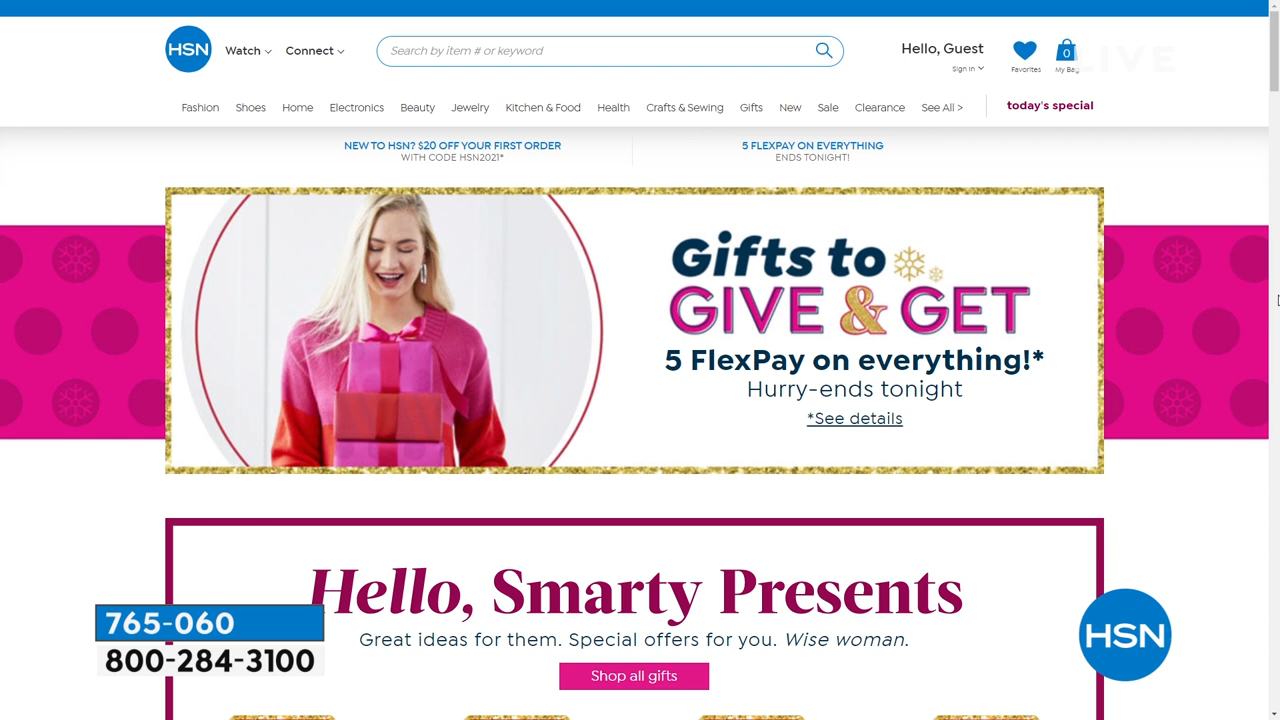 HSN
Watch
Connect
Search by item # or keyword
Hello, Guest
Sign In
Favorites
0
My Bag
LIVE
Fashion
Shoes
Home
Electronics
Beauty
Jewelry
Kitchen & Food
Health
Crafts & Sewing
Gifts
New
Sale
Clearance
See All >
today's special
NEW TO HSN? $20 OFF YOUR FIRST ORDER
WITH CODE HSN2021*
5 FLEXPAY ON EVERYTHING
ENDS TONIGHT!
Gifts to
GIVE & GET
5 FlexPay on everything!*
Hurry-ends tonight
*See details
Hello, Smarty Presents
Great ideas for them. Special offers for you. Wise woman.
Shop all gifts
765-060
800-284-3100
HSN